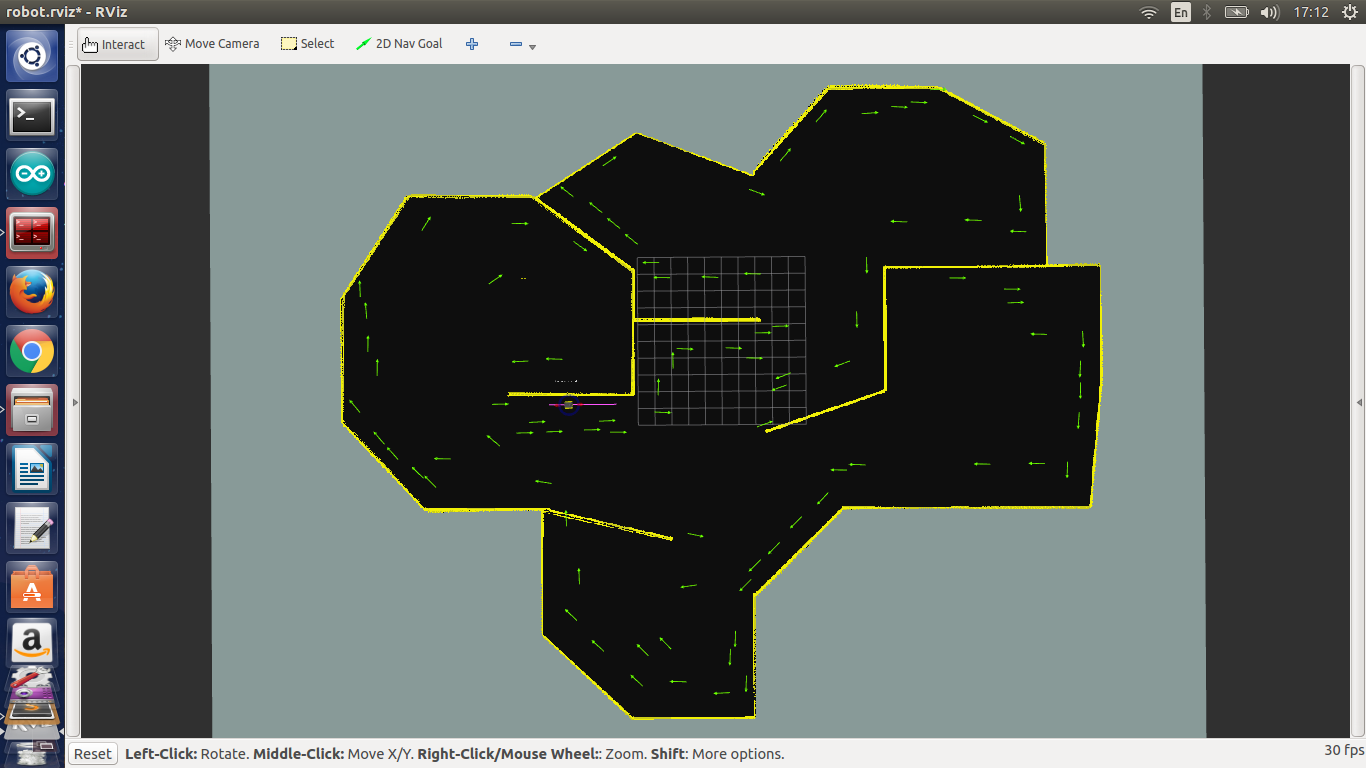 robot.rviz* - RViz
En
17:12
Interact
Move Camera
Select
2D Nav Goal
a
Reset
Left-Click: Rotate. Middle-Click: Move X/Y. Right-Click/Mouse Wheel:: Zoom. Shift: More options.
30 fps